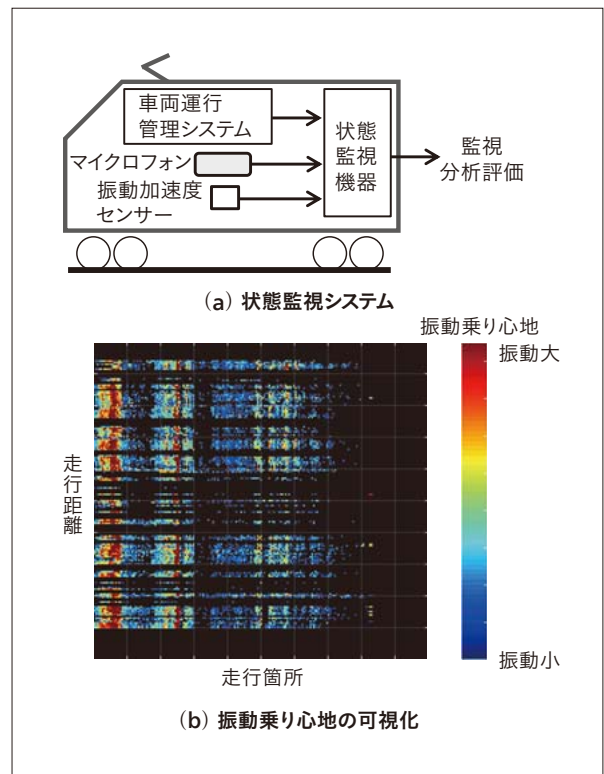 車両運行
管理システム
マイクロフォン
振動加速度
センサー
状態
監視
機器
監視
分析評価
(a) 状態監視システム
振動乗り心地
振動大
走行距離
振動小
走行箇所
(b) 振動乗り心地の可視化